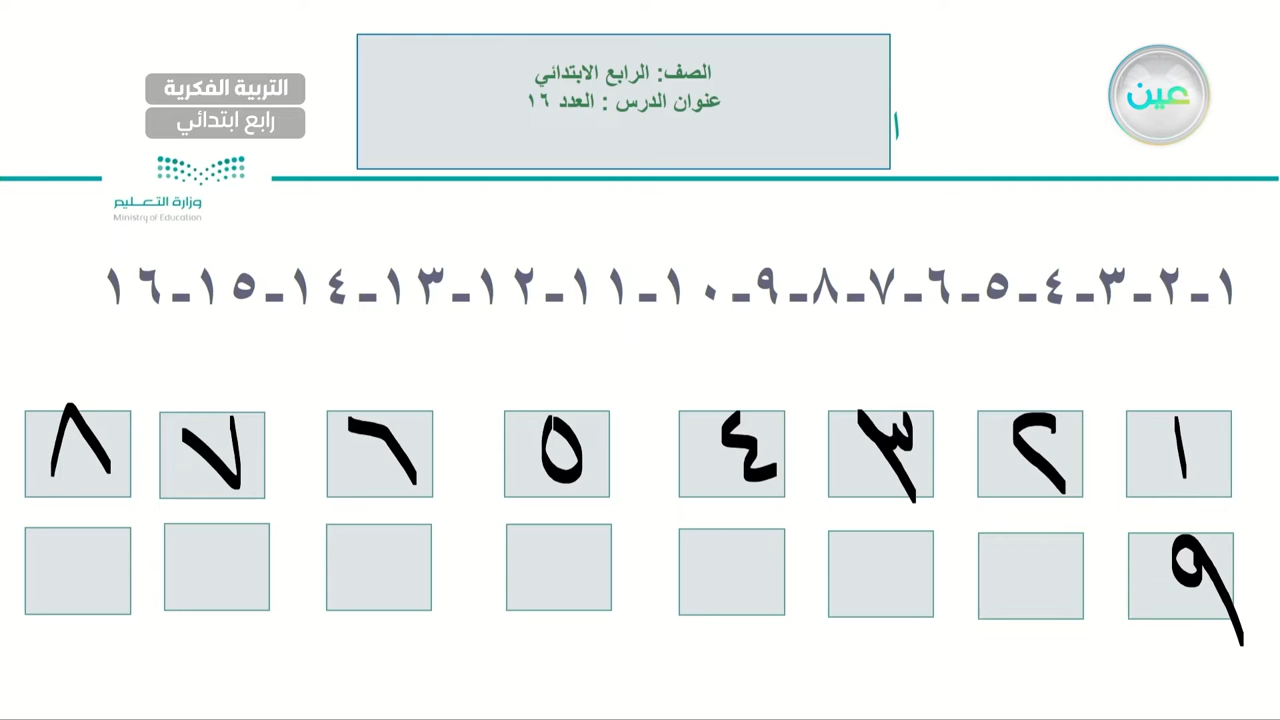 الصف: الرابع الابتدائي
عنوان الدرس : العدد ١٦
عين
التربية الفكرية
رابع ابتدائي
وزارة التعليم
Ministry of Education
١-٢-٣-٤-٥-٦-٧-٨-٩-١٠-١١-١٢-١٣-١٤-١٥-١٦
١ ٢ ٣ ٤ ٥ ٦ ٧ ٨
٩